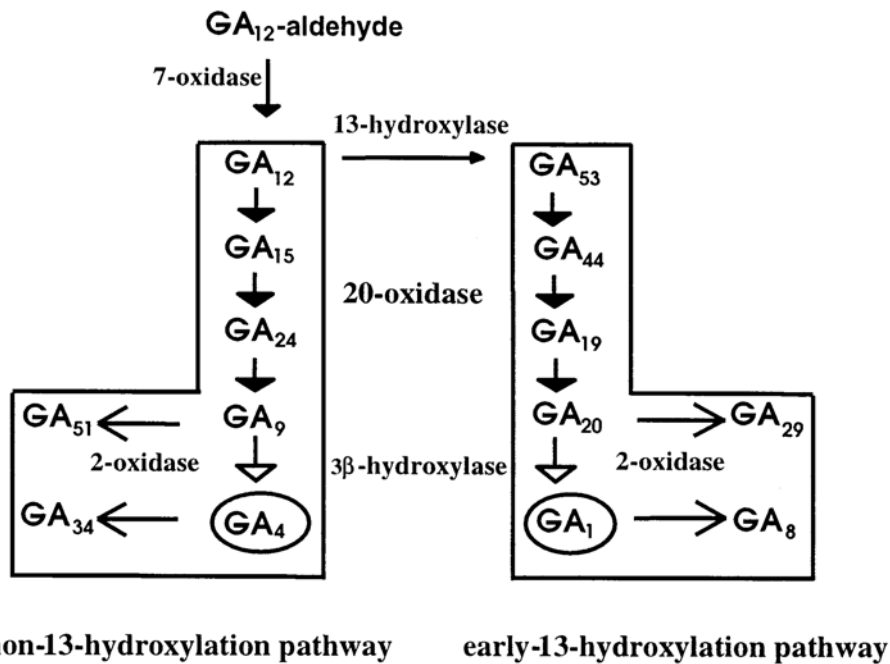 GA12-aldehyde
7-oxidase
13-hydroxylase
GA12
GA53
GA15
GA44
20-oxidase
GA24
GA19
GA51
GA9
GA20
GA29
2-oxidase
3β-hydroxylase
2-oxidase
GA34
GA4
GA1
GA8
non-13-hydroxylation pathway
early-13-hydroxylation pathway